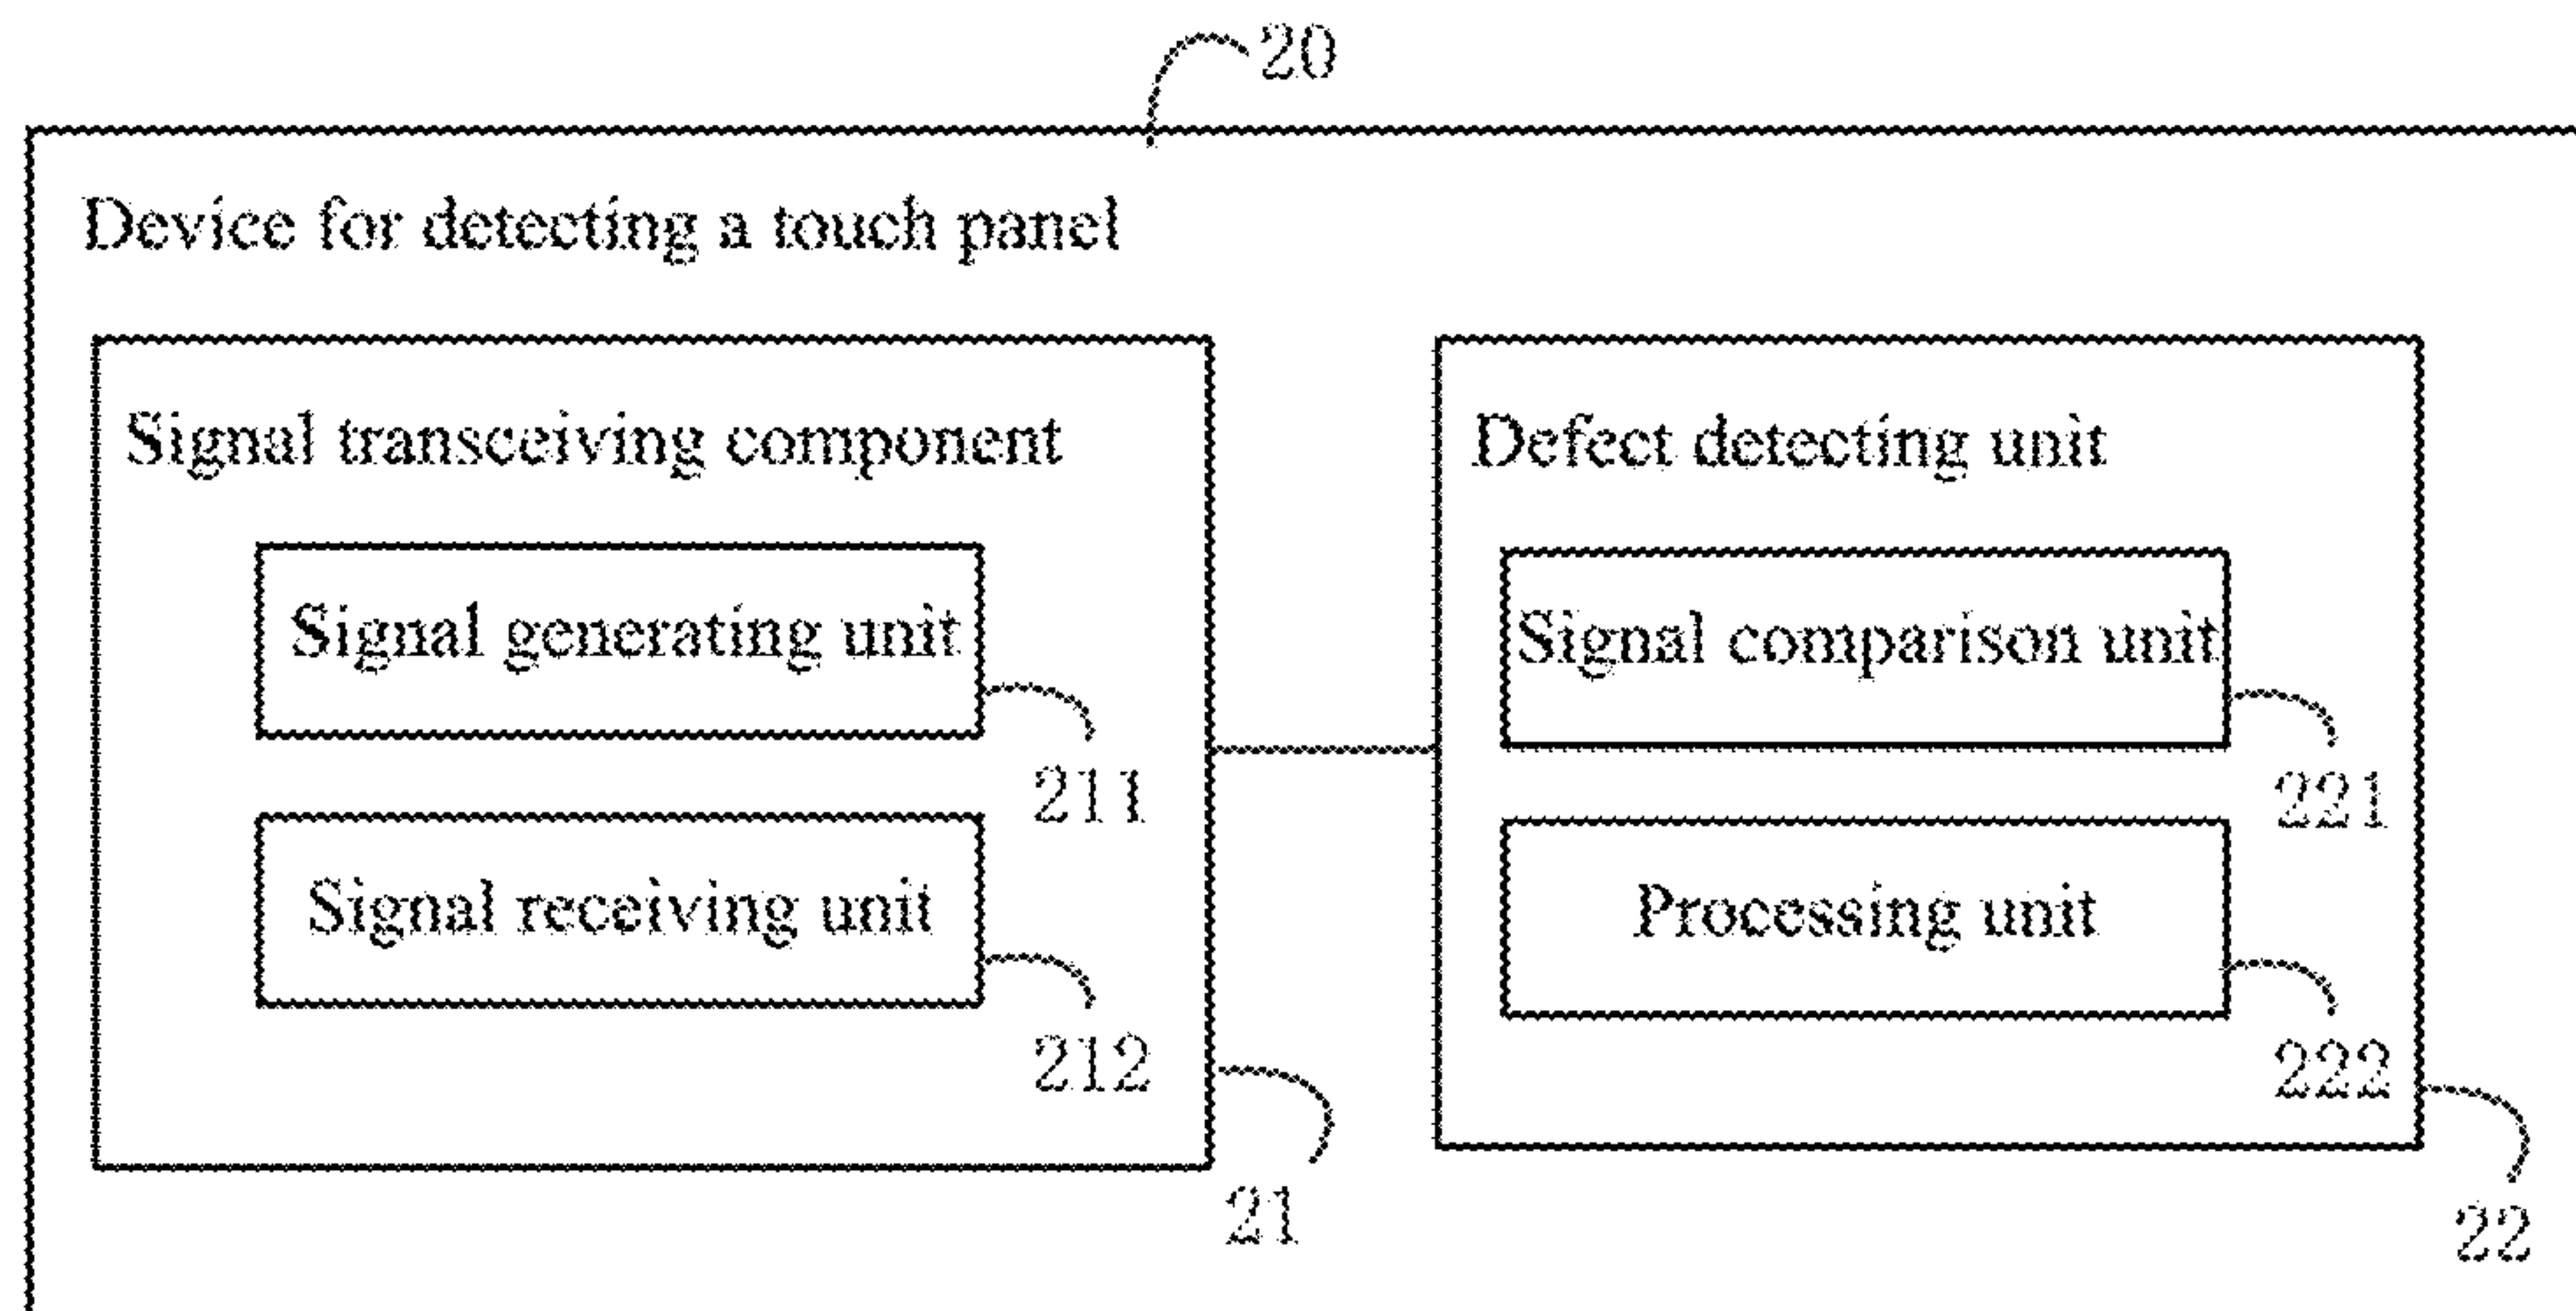 20
Device for detecting a touch panel
Signal transceiving component
Signal generating unit
211
Signal receiving unit
212
21
Defect detecting unit
Signal comparison unit
221
Processing unit
222
22